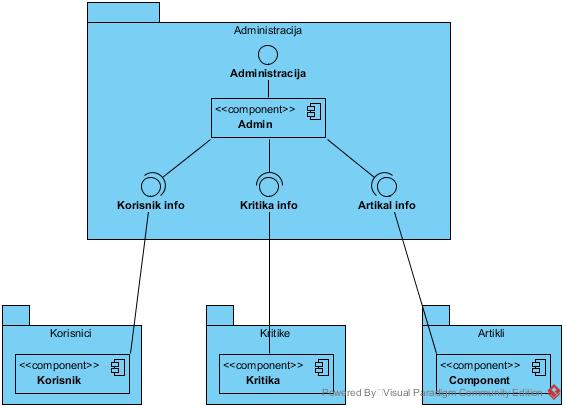 Administracija
Administracija
<<component>>
Admin
Korisnik info
Kritika info
Artikal info
Korisnici
Kritike
Artikli
<<component>>
Korisnik
<<component>>
Kritika
<<component>>
Component
Powered By Visual Paradigm Community Edition